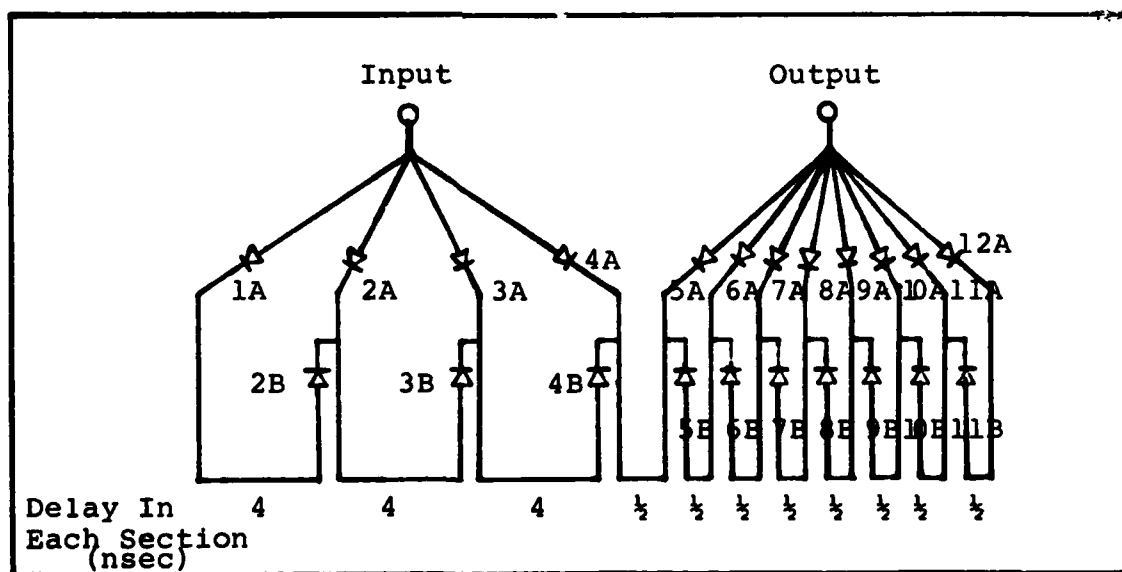 Input Output
12A
4A
1A 2A 3A 5A 6A 7A 8A 9A 10A 11A
2B 3B 4B
5B 6B 7B 8B 9B 10B 11B
Delay In 4 4 4 ½ ½ ½ ½ ½ ½ ½ ½
Each Section
(nsec)